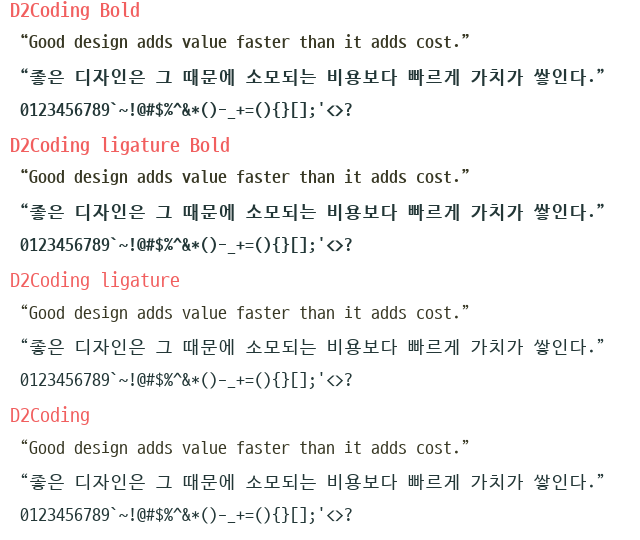 D2Coding Bold
“Good design adds value faster than it adds cost.”
“좋은 디자인은 그 때문에 소모되는 비용보다 빠르게 가치가 쌓인다.”
0123456789`~!@#$%^&*()-_+=(){}[];'<>?
D2Coding ligature Bold
“Good design adds value faster than it adds cost.”
“좋은 디자인은 그 때문에 소모되는 비용보다 빠르게 가치가 쌓인다.”
0123456789`~!@#$%^&*()-_+=(){}[];'<>?
D2Coding ligature
“Good design adds value faster than it adds cost.”
“좋은 디자인은 그 때문에 소모되는 비용보다 빠르게 가치가 쌓인다.”
0123456789`~!@#$%^&*()-_+=(){}[];'<>?
D2Coding
“Good design adds value faster than it adds cost.”
“좋은 디자인은 그 때문에 소모되는 비용보다 빠르게 가치가 쌓인다.”
0123456789`~!@#$%^&*()-_+=(){}[];'<>?